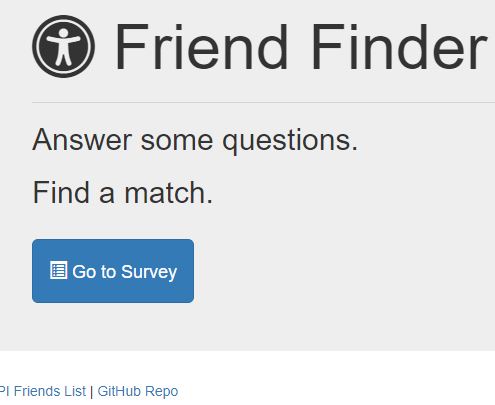 Friend Finder
Answer some questions.
Find a match.
Go to Survey
PI Friends List | GitHub Repo